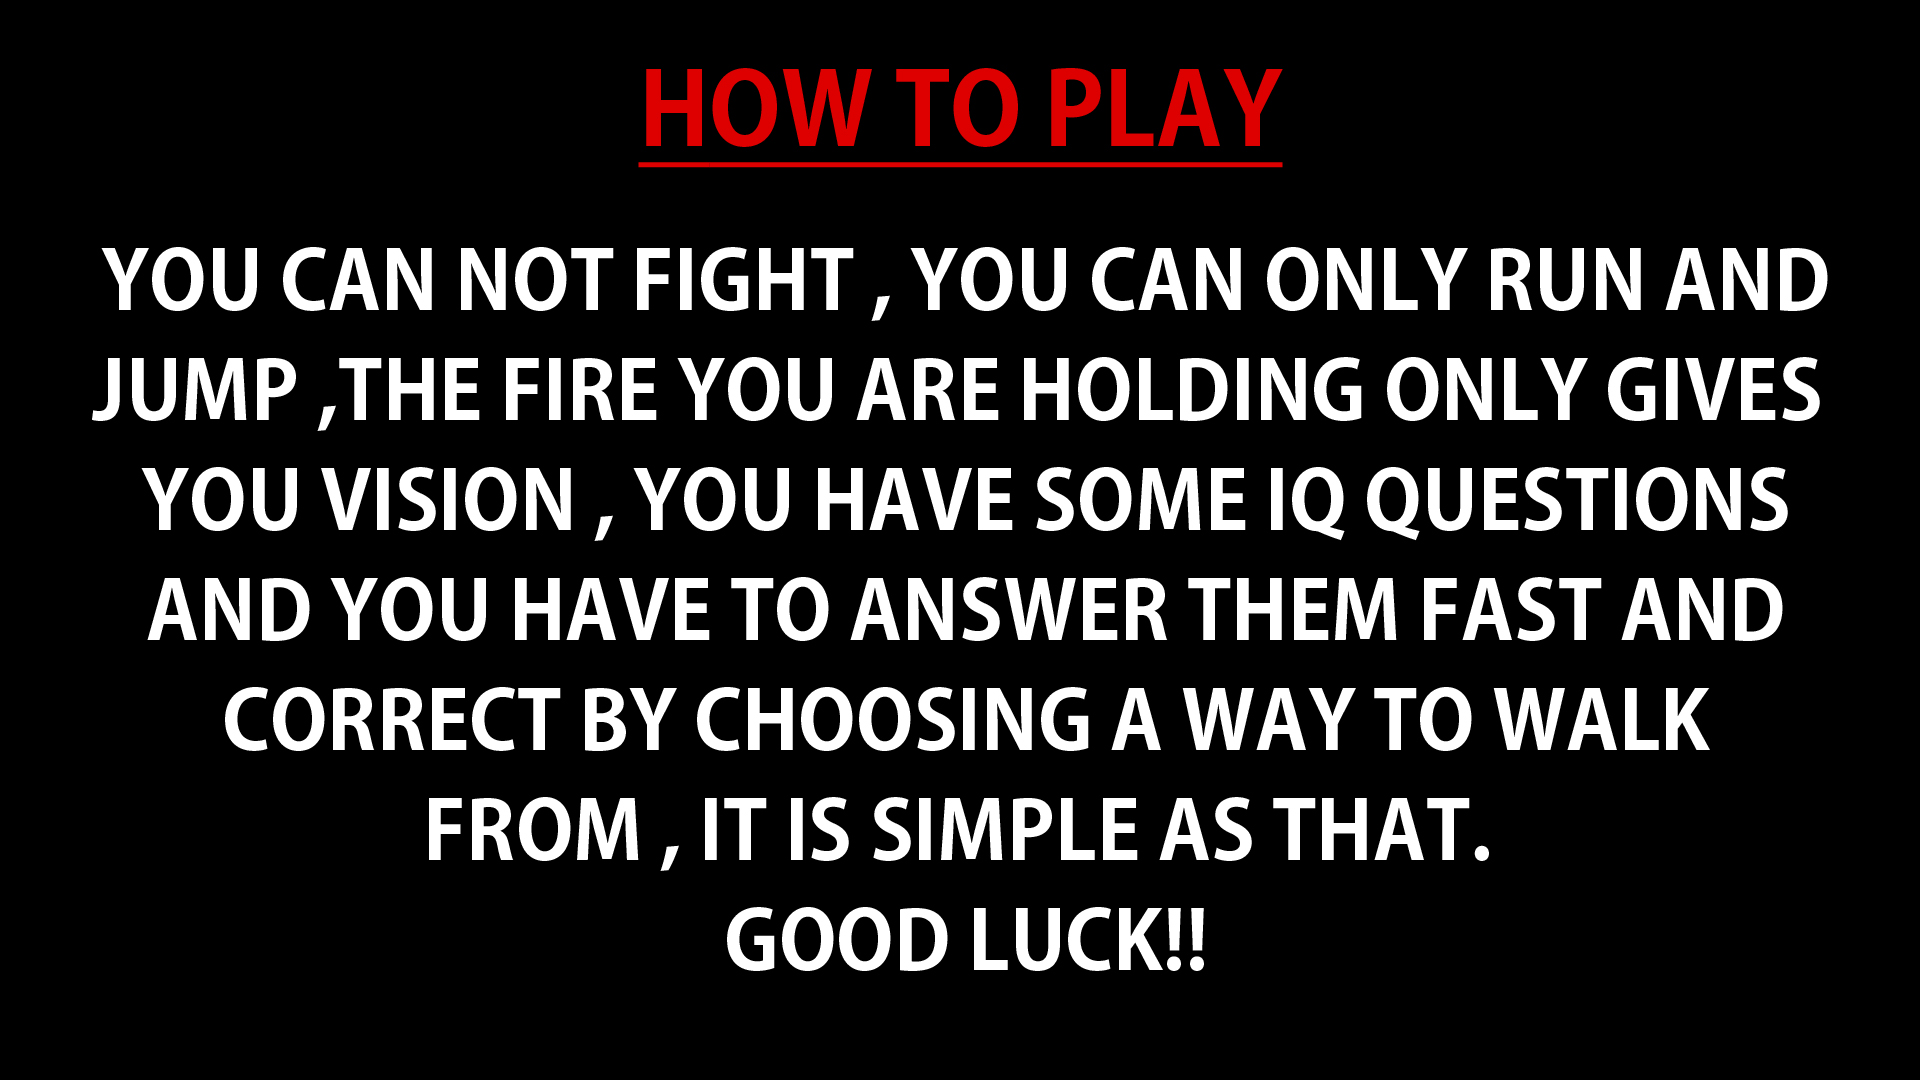 HOW TO PLAY
YOU CAN NOT FIGHT , YOU CAN ONLY RUN AND
JUMP ,THE FIRE YOU ARE HOLDING ONLY GIVES
YOU VISION , YOU HAVE SOME IQ QUESTIONS
AND YOU HAVE TO ANSWER THEM FAST AND
CORRECT BY CHOOSING A WAY TO WALK
FROM , IT IS SIMPLE AS THAT.
GOOD LUCK!!